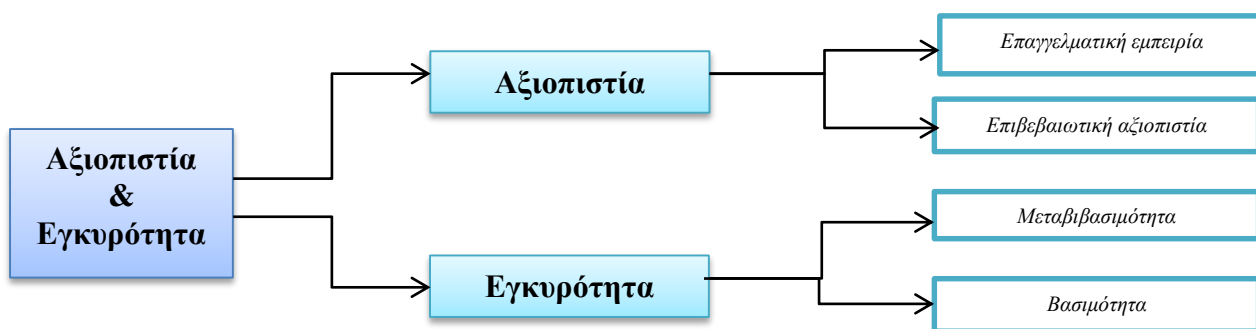 Αξιοπιστία
&
Εγκυρότητα
Αξιοπιστία
Επαγγελματική εμπειρία
Επιβεβαιωτική αξιοπιστία
Εγκυρότητα
Μεταβιβασιμότητα
Βασιμότητα